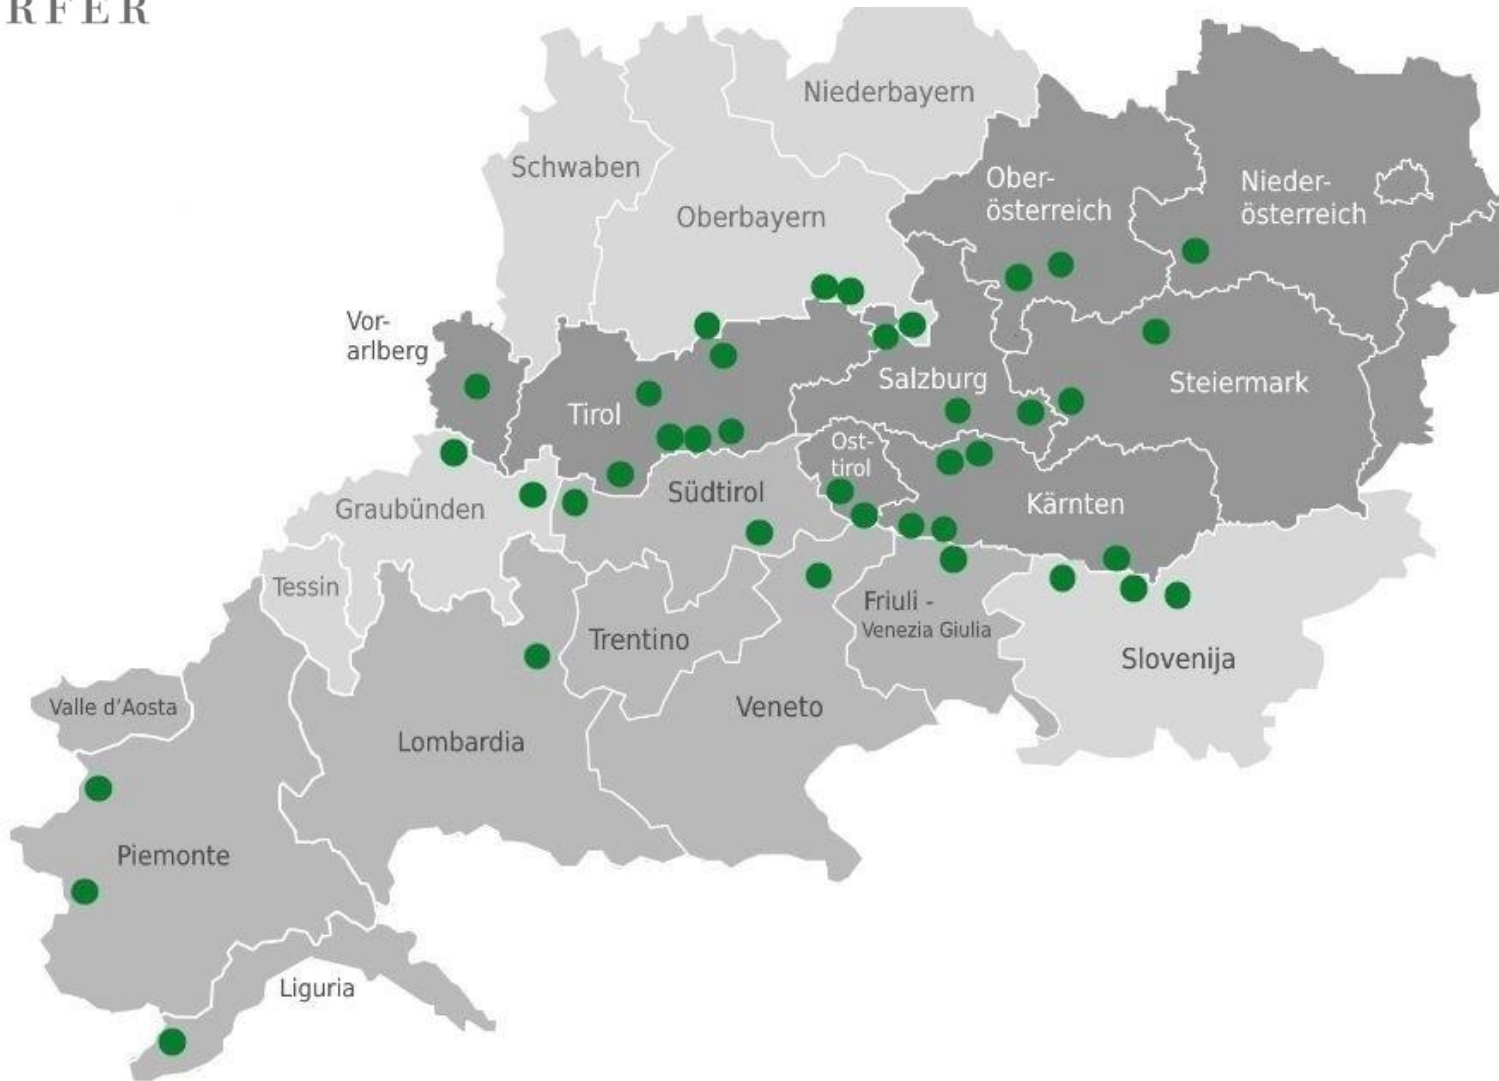 RFER
Niederbayern
Schwaben
Ober-
österreich
Nieder-
österreich
Oberbayern
Vor-
arlberg
Salzburg
Steiermark
Tirol
Ost-
tirol
Südtirol
Kärnten
Graubünden
Tessin
Friuli -
Venezia Giulia
Trentino
Slovenija
Valle d’Aosta
Veneto
Lombardia
Piemonte
Liguria